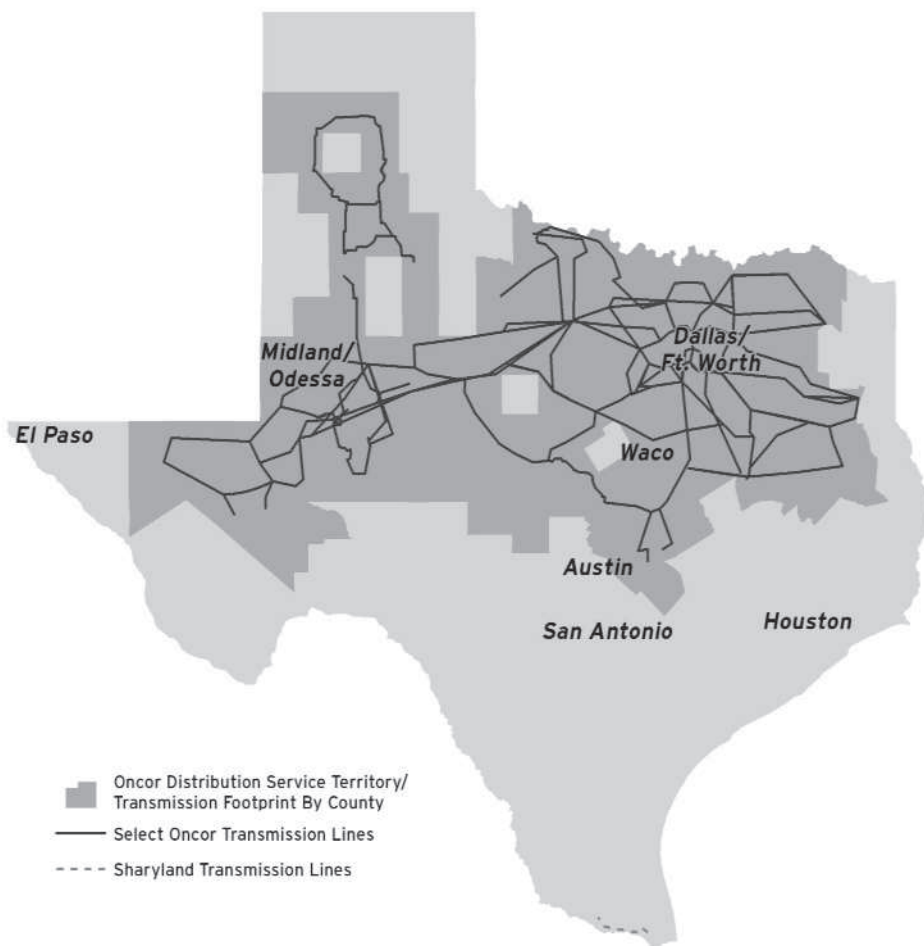 Dallas/
Ft. Worth
Midland/
Odessa
El Paso
Waco
Austin
San Antonio
Houston
Oncor Distribution Service Territory/
Transmission Footprint By County
Select Oncor Transmission Lines
Sharyland Transmission Lines